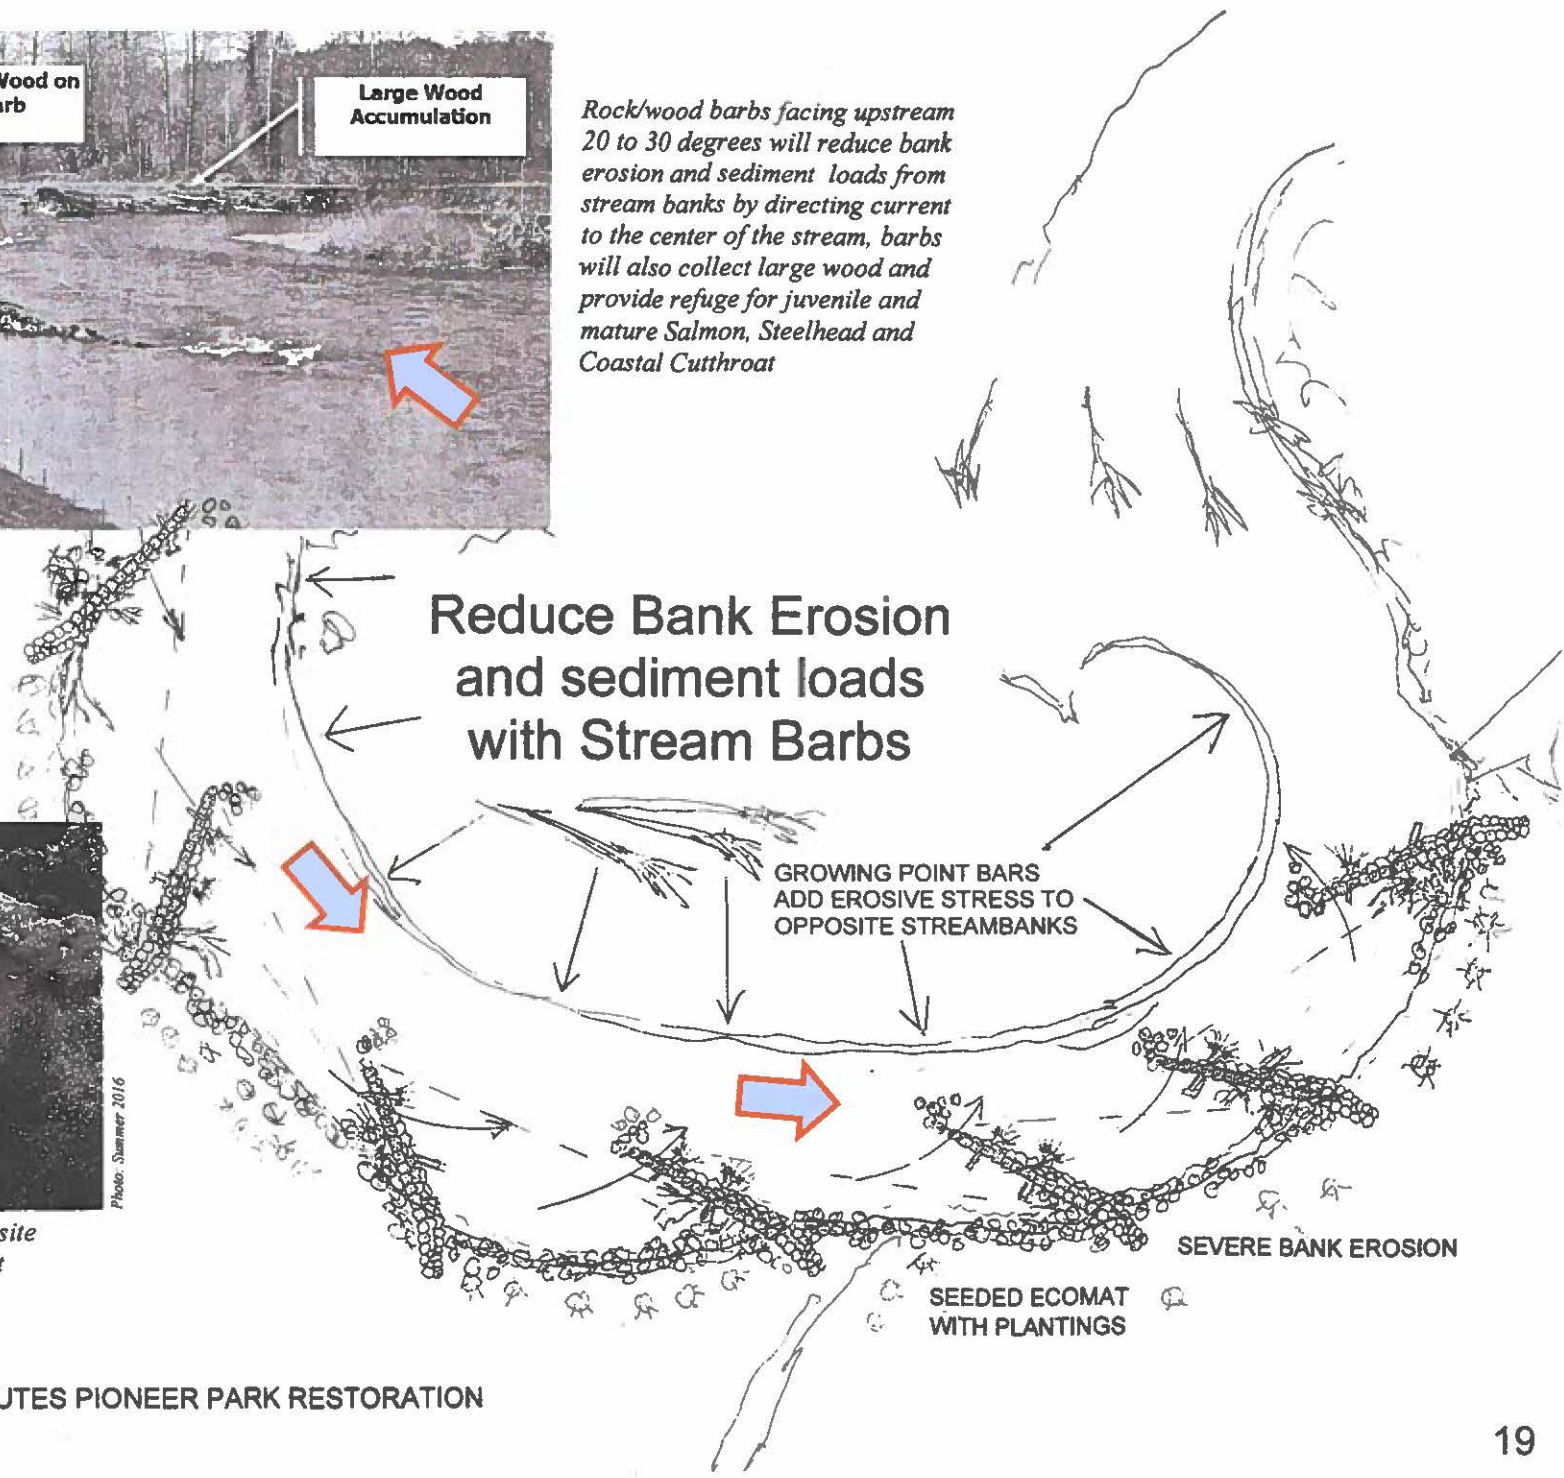 Wood on
arb
Large Wood
Accumulation
Rock/wood barbs facing upstream
20 to 30 degrees will reduce bank
erosion and sediment loads from
stream banks by directing current
to the center of the stream, barbs
will also collect large wood and
provide refuge for juvenile and
mature Salmon, Steelhead and
Coastal Cutthroat
Reduce Bank Erosion
and sediment loads
with Stream Barbs
GROWING POINT BARS
ADD EROSIVE STRESS TO
OPPOSITE STREAMBANKS
Photo: Summer 2016
site
t
SEVERE BANK EROSION
SEEDED ECOMAT
WITH PLANTINGS
UTES PIONEER PARK RESTORATION
19